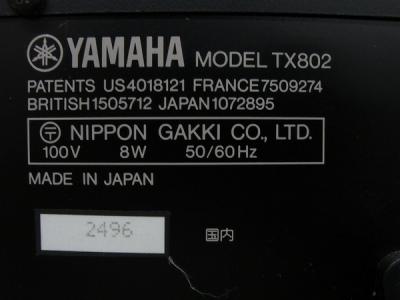 YAMAHA MODEL TX802
PATENTS US4018121 FRANCE7509274
BRITISH1505712 JAPAN1072895
〒 NIPPON GAKKI CO., LTD.
100V 8W 50/60Hz
MADE IN JAPAN
2496 国内